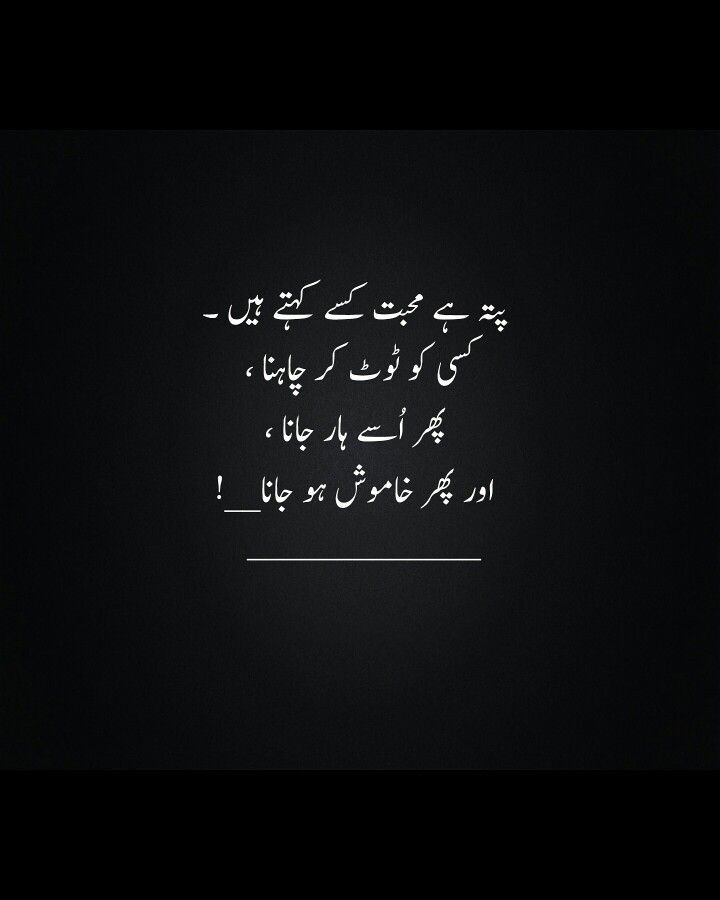 پتہ ہے محبت کسے کہتے ہیں ۔
کسی کو ٹوٹ کر چاہنا ،
پھر اُسے ہار جانا ،
اور پھر خاموش ہو جانا__!